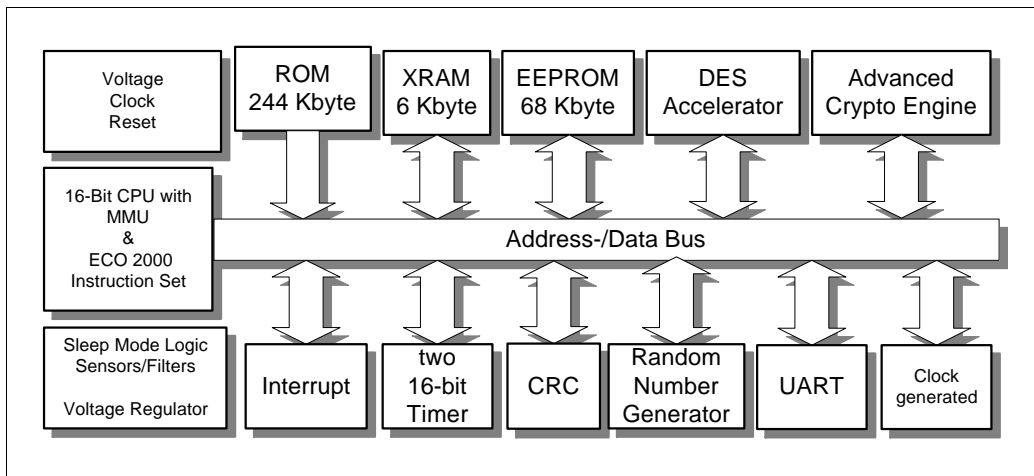 Voltage
Clock
Reset
ROM
244 Kbyte
XRAM
6 Kbyte
EEPROM
68 Kbyte
DES
Accelerator
Advanced
Crypto Engine
16-Bit CPU with
MMU
&
ECO 2000
Instruction Set
Address-/Data Bus
Sleep Mode Logic
Sensors/Filters
Voltage Regulator
Interrupt
two
16-bit
Timer
CRC
Random
Number
Generator
UART
Clock
generated